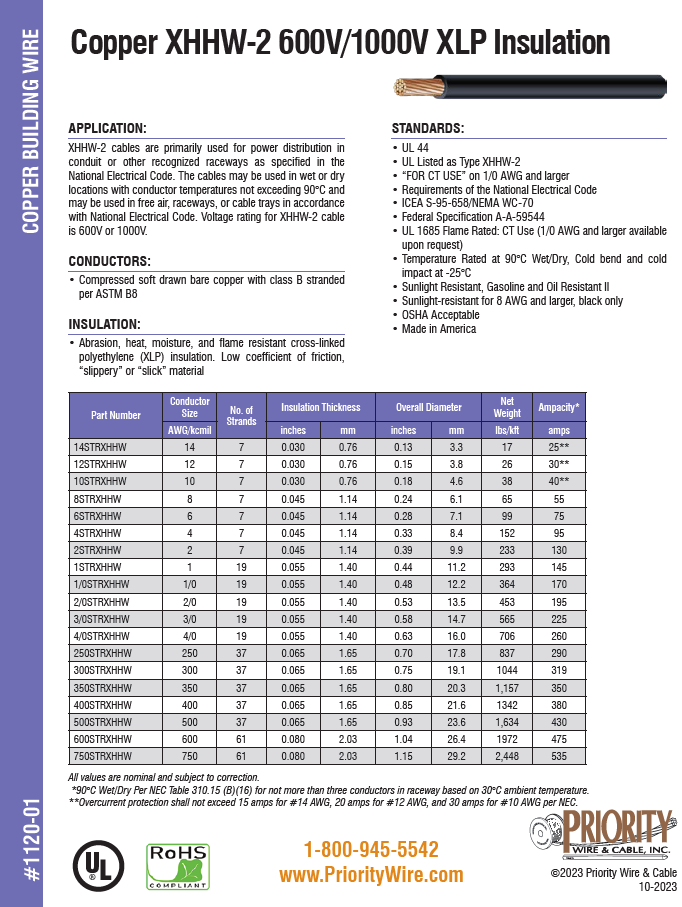 COPPER BUILDING WIRE
#1120-01
Copper XHHW-2 600V/1000V XLP Insulation
APPLICATION:
XHHW-2 cables are primarily used for power distribution in
conduit or other recognized raceways as specified in the
National Electrical Code. The cables may be used in wet or dry
locations with conductor temperatures not exceeding 90°C and
may be used in free air, raceways, or cable trays in accordance
with National Electrical Code. Voltage rating for XHHW-2 cable
is 600V or 1000V.
CONDUCTORS:
• Compressed soft drawn bare copper with class B stranded
per ASTM B8
INSULATION:
• Abrasion, heat, moisture, and flame resistant cross-linked
polyethylene (XLP) insulation. Low coefficient of friction,
“slippery” or “slick” material
STANDARDS:
• UL 44
• UL Listed as Type XHHW-2
• “FOR CT USE” on 1/0 AWG and larger
• Requirements of the National Electrical Code
• ICEA S-95-658/NEMA WC-70
• Federal Specification A-A-59544
• UL 1685 Flame Rated: CT Use (1/0 AWG and larger available
upon request)
• Temperature Rated at 90°C Wet/Dry, Cold bend and cold
impact at -25°C
• Sunlight Resistant, Gasoline and Oil Resistant II
• Sunlight-resistant for 8 AWG and larger, black only
• OSHA Acceptable
• Made in America
Part Number Conductor Size No. of Strands Insulation Thickness Overall Diameter Net Weight Ampacity*
AWG/kcmil inches mm inches mm lbs/kft amps
14STRXHHW 14 7 0.030 0.76 0.13 3.3 17 25**
12STRXHHW 12 7 0.030 0.76 0.15 3.8 26 30**
10STRXHHW 10 7 0.030 0.76 0.18 4.6 38 40**
8STRXHHW 8 7 0.045 1.14 0.24 6.1 65 55
6STRXHHW 6 7 0.045 1.14 0.28 7.1 99 75
4STRXHHW 4 7 0.045 1.14 0.33 8.4 152 95
2STRXHHW 2 7 0.045 1.14 0.39 9.9 233 130
1STRXHHW 1 19 0.055 1.40 0.44 11.2 293 145
1/0STRXHHW 1/0 19 0.055 1.40 0.48 12.2 364 170
2/0STRXHHW 2/0 19 0.055 1.40 0.53 13.5 453 195
3/0STRXHHW 3/0 19 0.055 1.40 0.58 14.7 565 225
4/0STRXHHW 4/0 19 0.055 1.40 0.63 16.0 706 260
250STRXHHW 250 37 0.065 1.65 0.70 17.8 837 290
300STRXHHW 300 37 0.065 1.65 0.75 19.1 1044 319
350STRXHHW 350 37 0.065 1.65 0.80 20.3 1,157 350
400STRXHHW 400 37 0.065 1.65 0.85 21.6 1342 380
500STRXHHW 500 37 0.065 1.65 0.93 23.6 1,634 430
600STRXHHW 600 61 0.080 2.03 1.04 26.4 1972 475
750STRXHHW 750 61 0.080 2.03 1.15 29.2 2,448 535
All values are nominal and subject to correction.
*90°C Wet/Dry Per NEC Table 310.15 (B)(16) for not more than three conductors in raceway based on 30°C ambient temperature.
**Overcurrent protection shall not exceed 15 amps for #14 AWG, 20 amps for #12 AWG, and 30 amps for #10 AWG per NEC.
UL ®
RoHS
COMPLIANT
1-800-945-5542
www.PriorityWire.com
PRIORITY
WIRE & CABLE, INC.
©2023 Priority Wire & Cable
10-2023